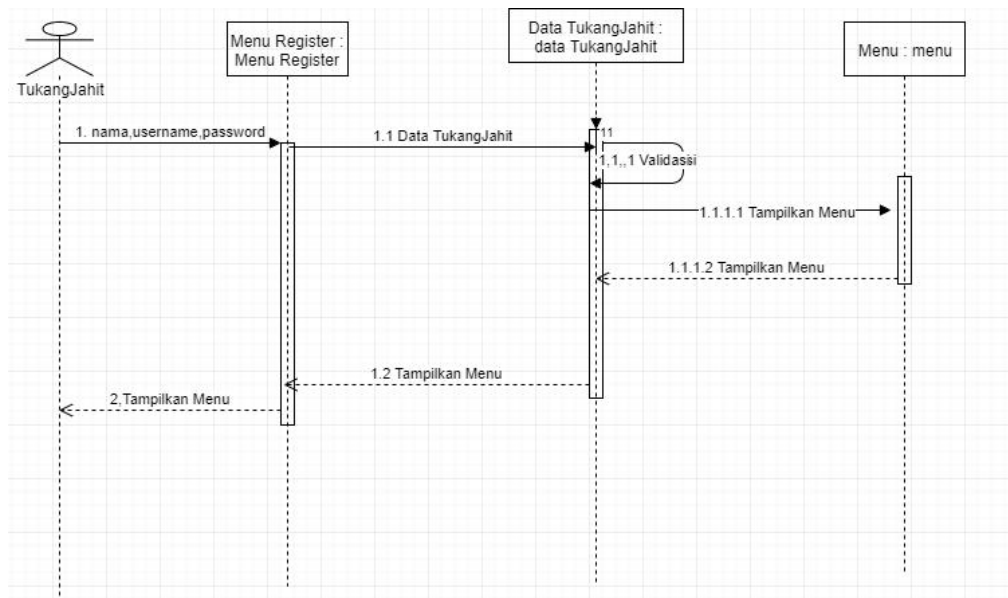 TukangJahit
Menu Register :
Menu Register
Data TukangJahit :
data TukangJahit
Menu : menu
1. nama,username,password
1.1 Data TukangJahit
11
1,1,,1 Validassi
1.1.1.1 Tampilkan Menu
1.1.1.2 Tampilkan Menu
1.2 Tampilkan Menu
2,Tampilkan Menu